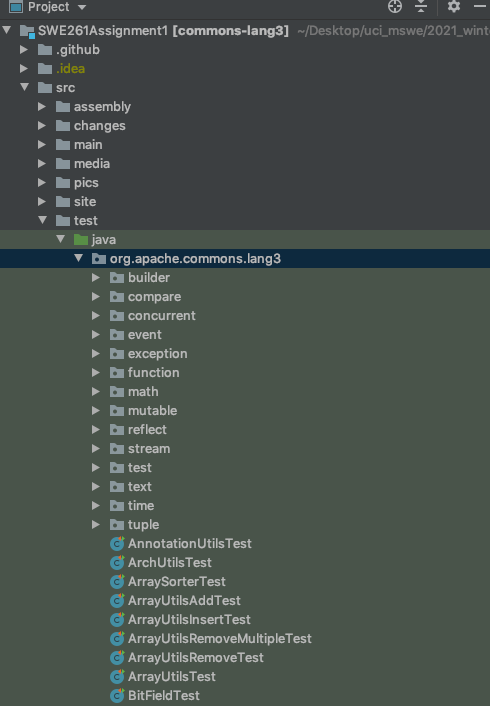 Project
SWE261Assignment1 [commons-lang3] ~/Desktop/uci_mswe/2021_wint
.github
.idea
src
assembly
changes
main
media
pics
site
test
java
org.apache.commons.lang3
builder
compare
concurrent
event
exception
function
math
mutable
reflect
stream
test
text
time
tuple
AnnotationUtilsTest
ArchUtilsTest
ArraySorterTest
ArrayUtilsAddTest
ArrayUtilsInsertTest
ArrayUtilsRemoveMultipleTest
ArrayUtilsRemoveTest
ArrayUtilsTest
BitFieldTest